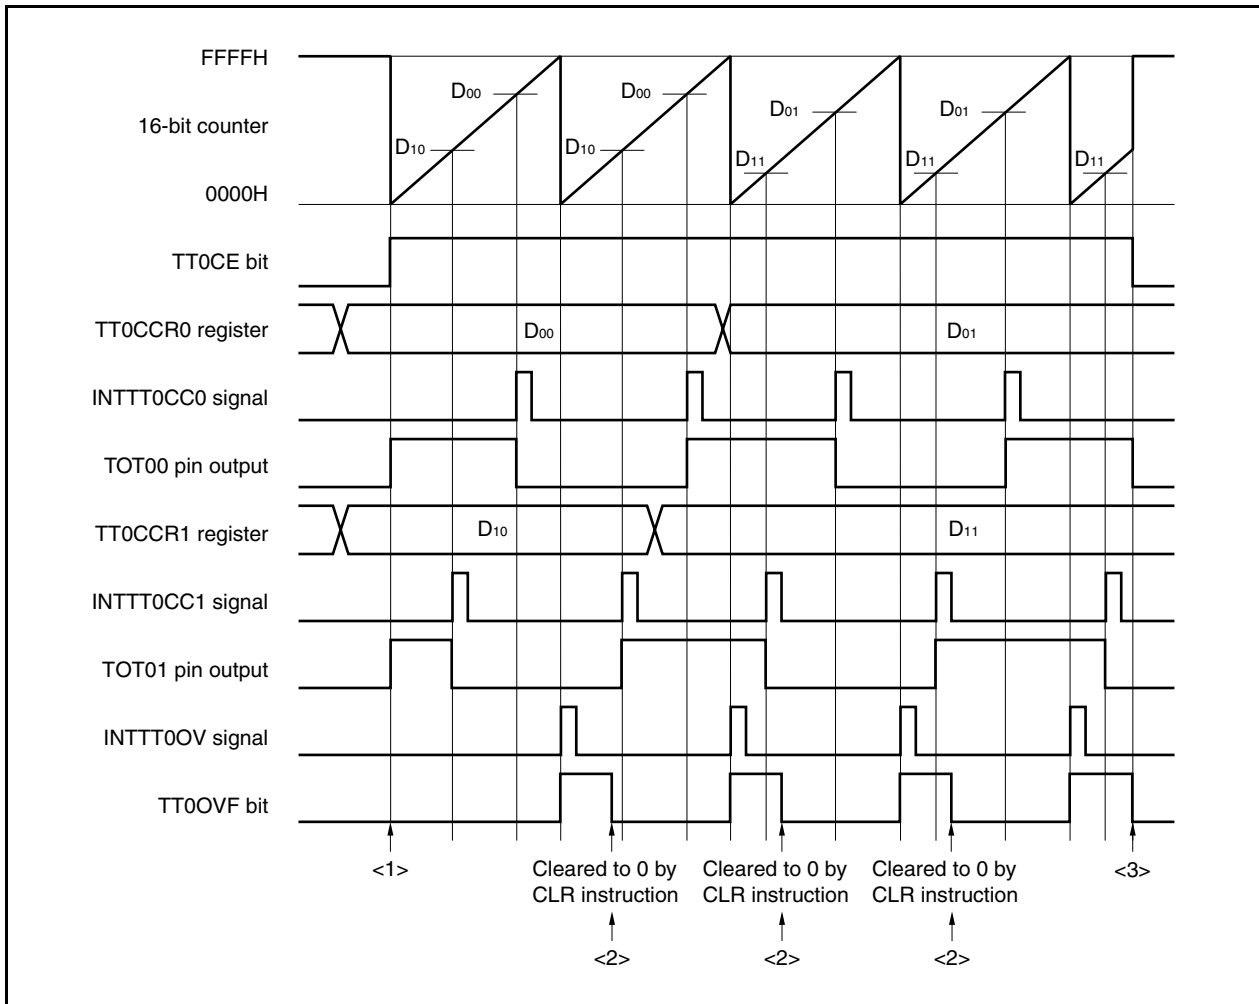 FFFFH
D00 D00
D01 D01
16-bit counter
D10 D10
D11 D11 D11
0000H
TT0CE bit
TT0CCR0 register
D00 D01
INTTT0CC0 signal
TOT00 pin output
TT0CCR1 register
D10 D11
INTTT0CC1 signal
TOT01 pin output
INTTT0OV signal
TT0OVF bit
<1> Cleared to 0 by Cleared to 0 by Cleared to 0 by <3>
CLR instruction CLR instruction CLR instruction
<2> <2> <2>